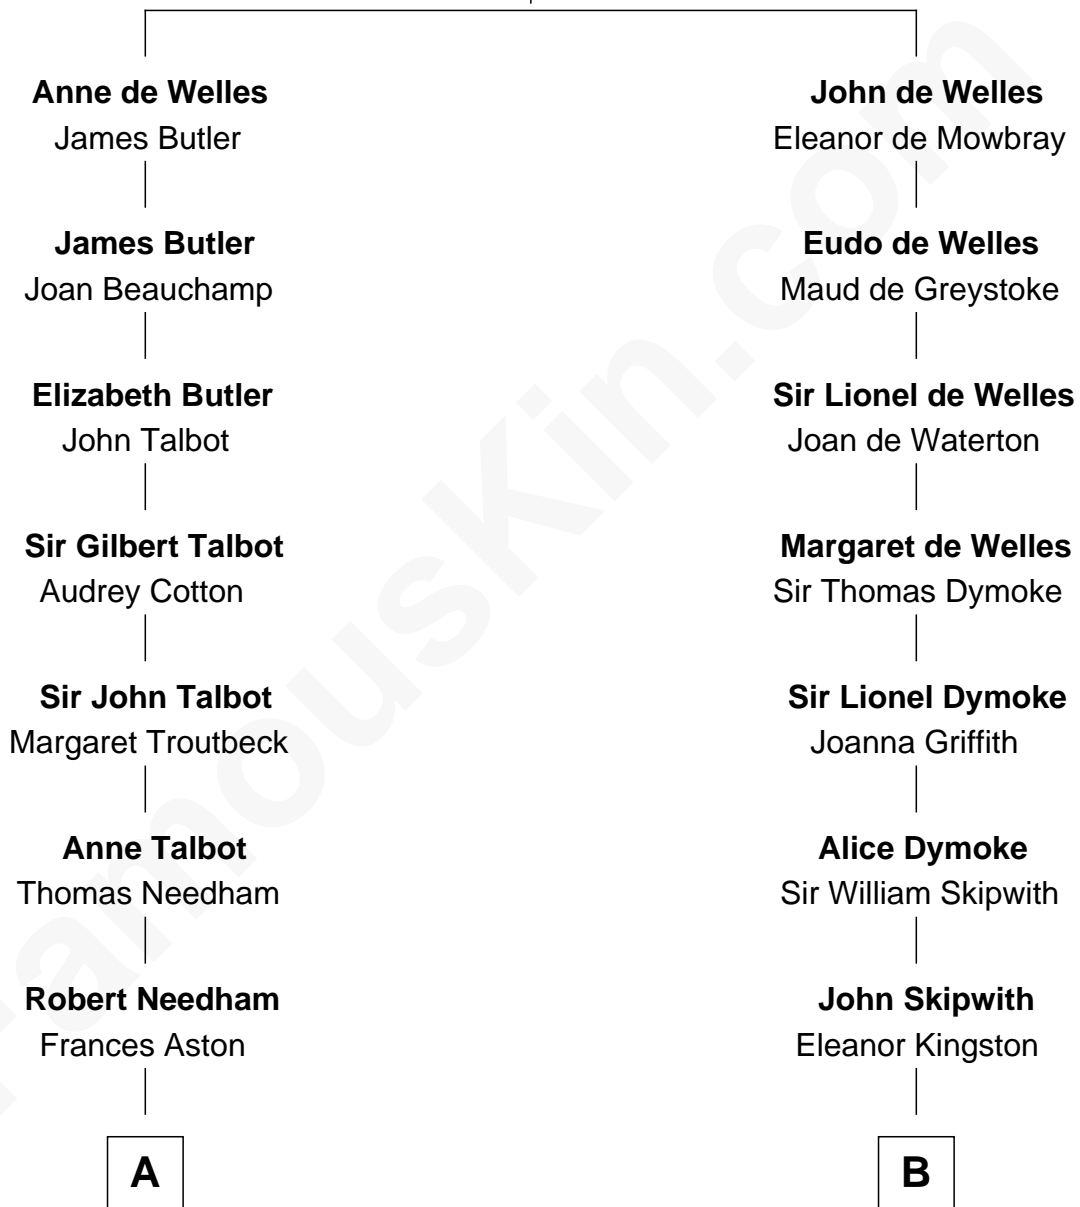 Anne de Welles
James Butler
James Butler
Joan Beauchamp
Elizabeth Butler
John Talbot
Sir Gilbert Talbot
Audrey Cotton
Sir John Talbot
Margaret Troutbeck
Anne Talbot
Thomas Needham
Robert Needham
Frances Aston
A
John de Welles
Eleanor de Mowbray
Eudo de Welles
Maud de Greystoke
Sir Lionel de Welles
Joan de Waterton
Margaret de Welles
Sir Thomas Dymoke
Sir Lionel Dymoke
Joanna Griffith
Alice Dymoke
Sir William Skipwith
John Skipwith
Eleanor Kingston
B
FamousKin.com